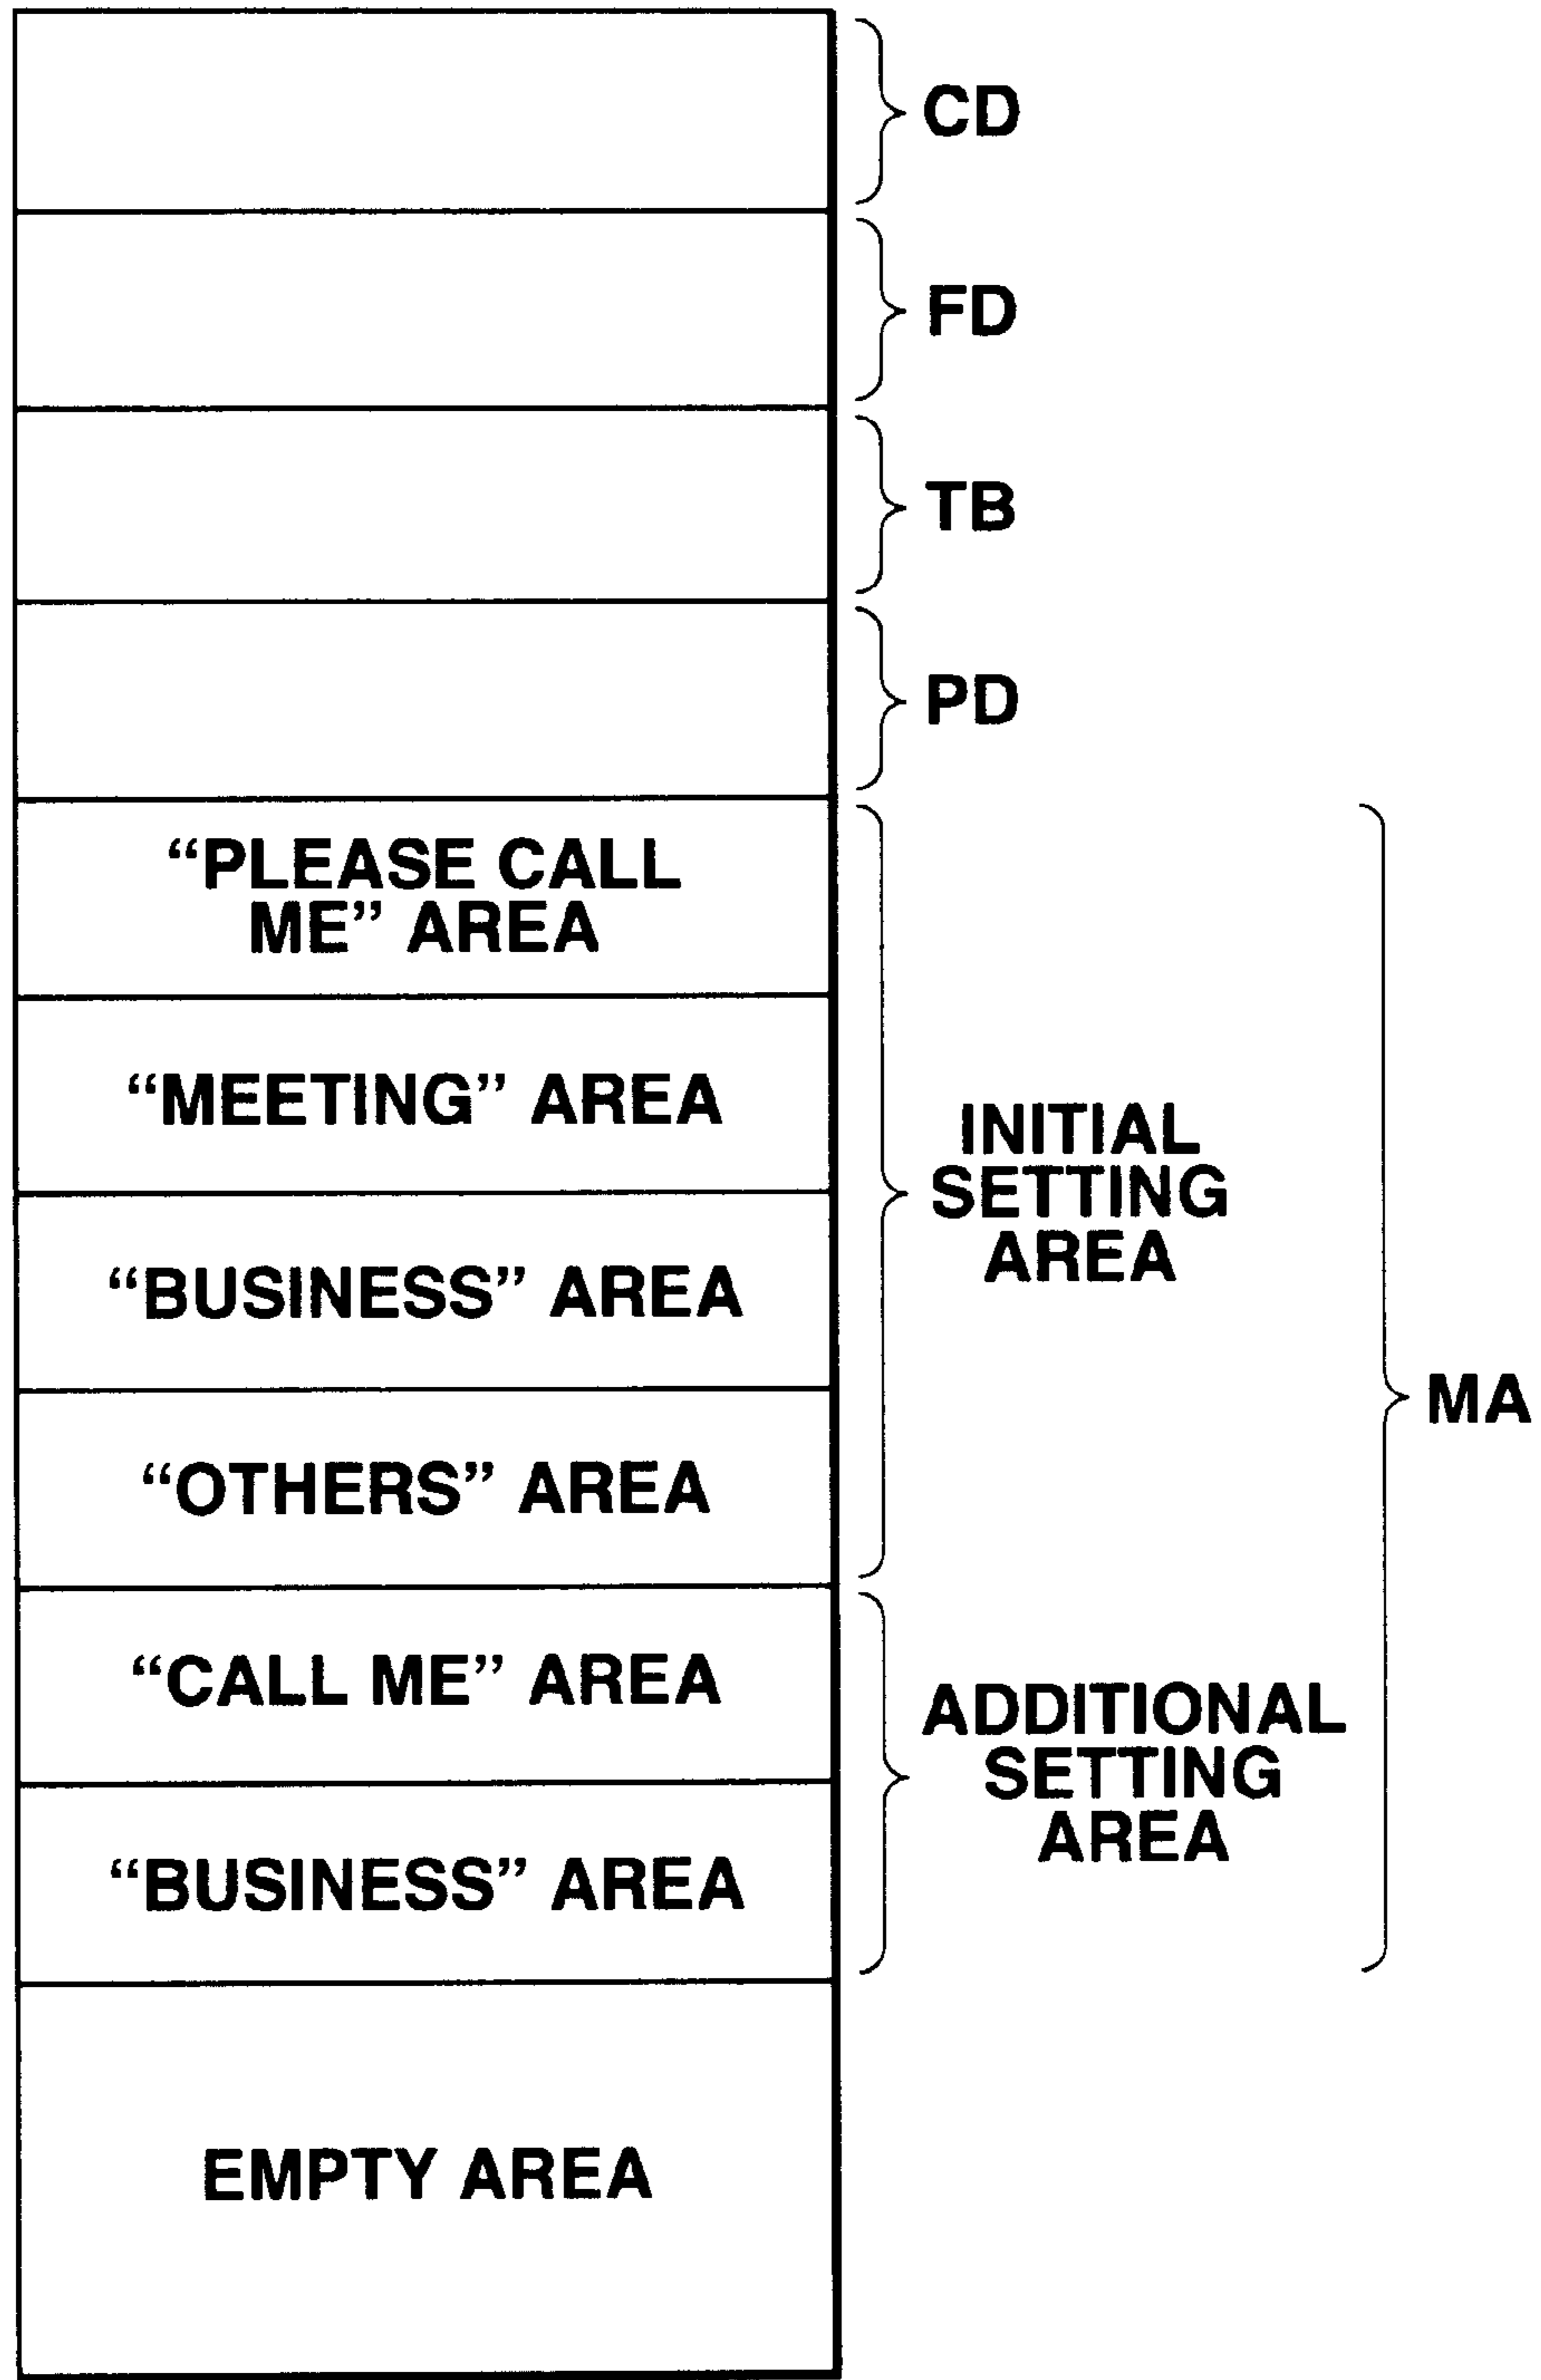 CD
FD
TB
PD
“PLEASE CALL
ME” AREA
“MEETING” AREA
“BUSINESS” AREA
“OTHERS” AREA
INITIAL
SETTING
AREA
“CALL ME” AREA
“BUSINESS” AREA
ADDITIONAL
SETTING
AREA
MA
EMPTY AREA